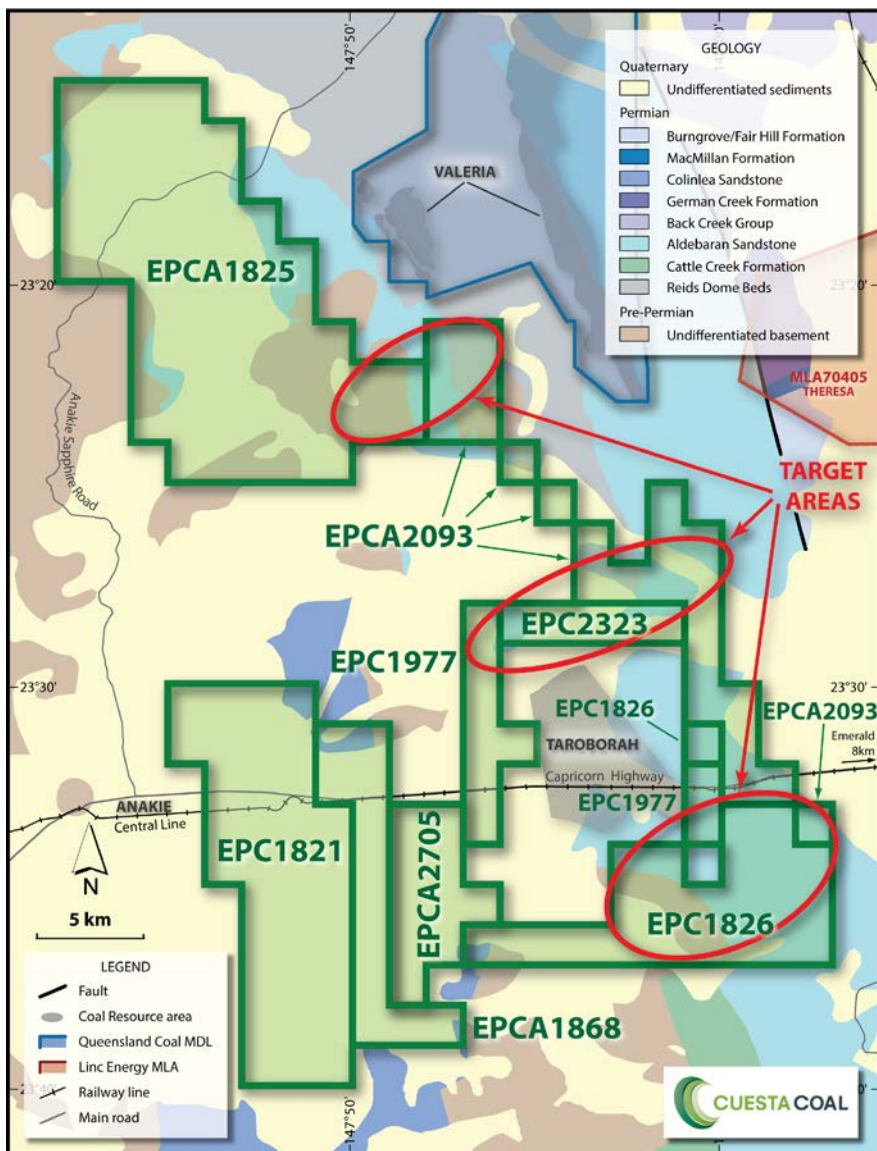 147°50'
GEOLOGY
Quaternary
Undifferentiated sediments
Permian
Burngrove/Fair Hill Formation
MacMillan Formation
Colinlea Sandstone
German Creek Formation
Back Creek Group
Aldebaran Sandstone
Cattle Creek Formation
Reids Dome Beds
Pre-Permian
Undifferentiated basement
VALERIA
EPCA1825
23°20'
23°20'
MLA70405
THERESA
Anakie Sapphire Road
TARGET
AREAS
EPCA2093
EPC2323
EPC1977
23°30'
23°30'
EPC1826
EPCA2093
Emerald
8km
TAROBORAH
Capricorn Highway
EPC1977
ANAKIE
Central Line
EPC1821
EPCA2705
N
5 km
EPC1826
LEGEND
Fault
Coal Resource area
Queensland Coal MDL
Linc Energy MLA
Railway line
Main road
EPCA1868
23°40'
147°50'
CUESTA COAL